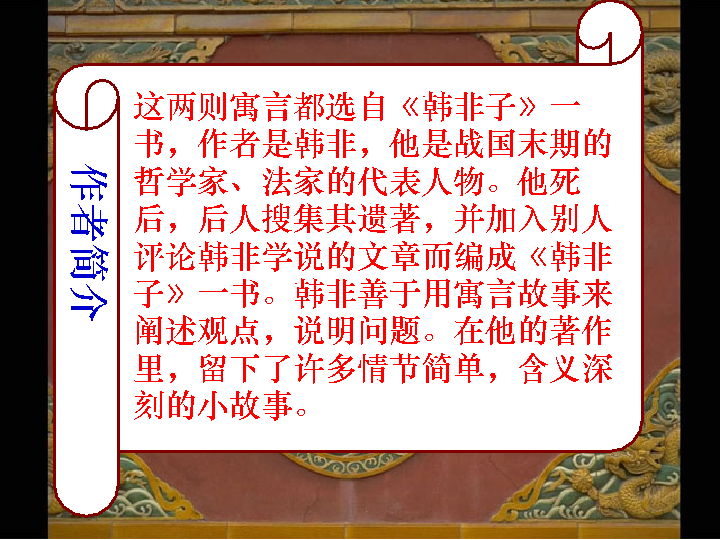 作者简介
这两则寓言都选自《韩非子》一
书，作者是韩非，他是战国末期的
哲学家、法家的代表人物。他死
后，后人搜集其遗著，并加入别人
评论韩非学说的文章而编成《韩非
子》一书。韩非善于用寓言故事来
阐述观点，说明问题。在他的著作
里，留下了许多情节简单，含义深
刻的小故事。